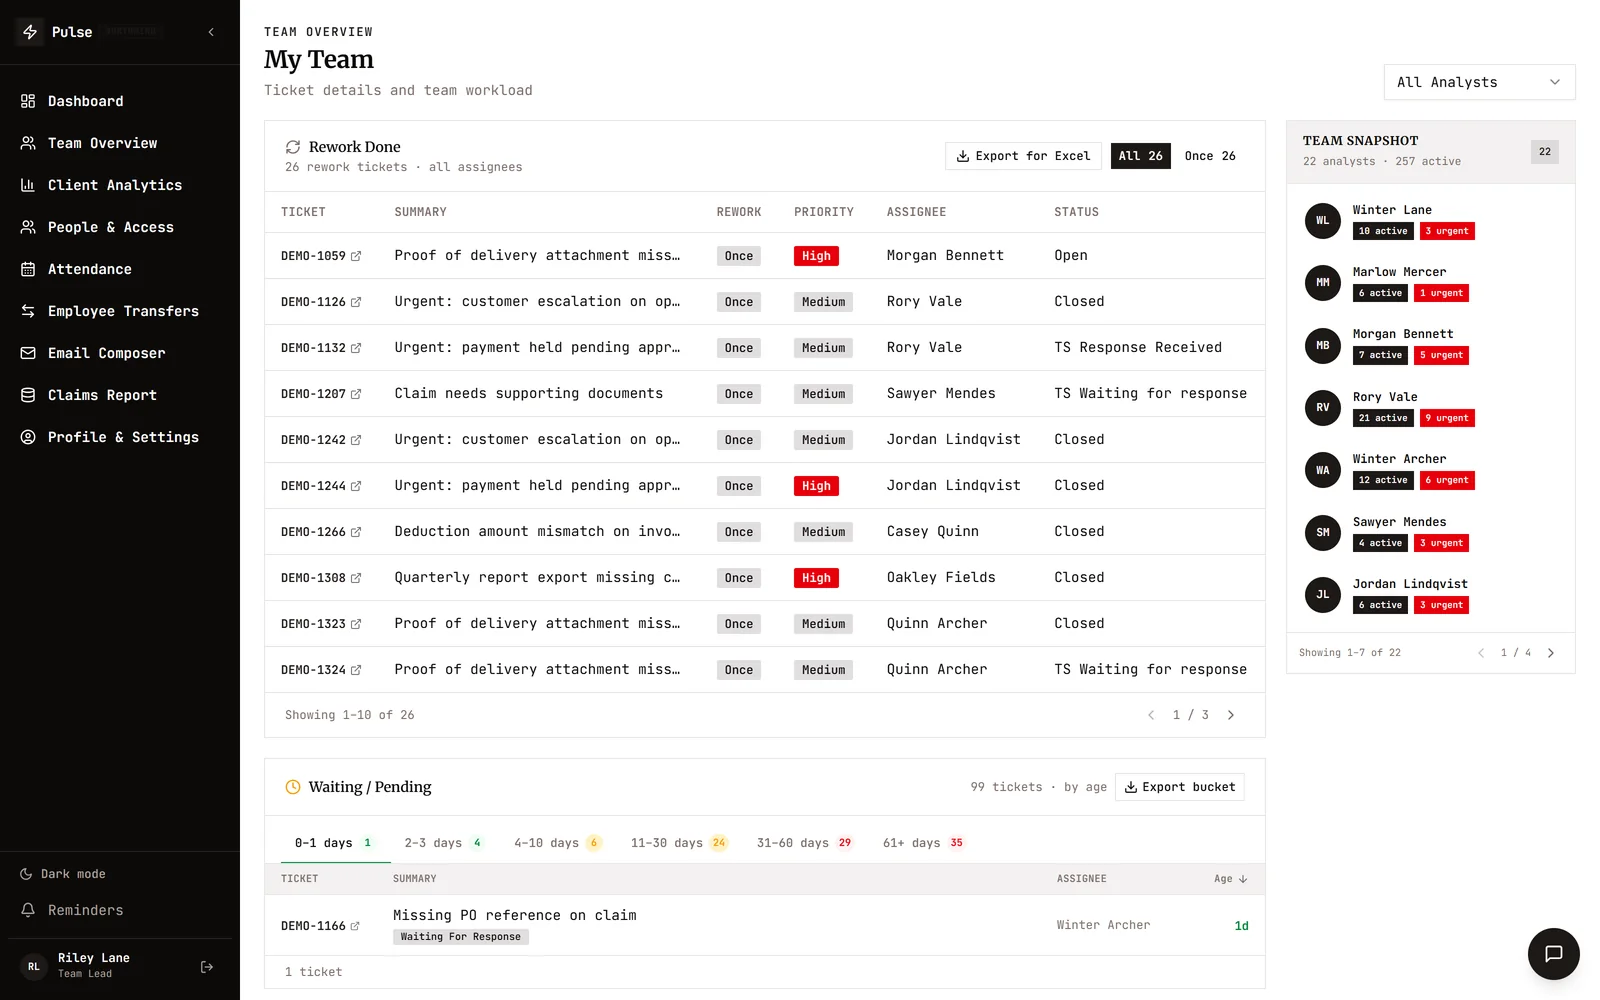 Pulse
Dashboard
Team Overview
Client Analytics
People & Access
Attendance
Employee Transfers
Email Composer
Claims Report
Profile & Settings
Dark mode
Reminders
RL
Riley Lane
Team Lead
TEAM OVERVIEW
My Team
Ticket details and team workload
All Analysts
Rework Done
26 rework tickets · all assignees
Export for Excel
All 26
Once 26
TICKET SUMMARY REWORK PRIORITY ASSIGNEE STATUS
DEMO-1059 Proof of delivery attachment miss… Once High Morgan Bennett Open
DEMO-1126 Urgent: customer escalation on op… Once Medium Rory Vale Closed
DEMO-1132 Urgent: payment held pending appr… Once Medium Rory Vale TS Response Received
DEMO-1207 Claim needs supporting documents Once Medium Sawyer Mendes TS Waiting for response
DEMO-1242 Urgent: customer escalation on op… Once Medium Jordan Lindqvist Closed
DEMO-1244 Urgent: payment held pending appr… Once High Jordan Lindqvist Closed
DEMO-1266 Deduction amount mismatch on invo… Once Medium Casey Quinn Closed
DEMO-1308 Quarterly report export missing c… Once High Oakley Fields Closed
DEMO-1323 Proof of delivery attachment miss… Once Medium Quinn Archer Closed
DEMO-1324 Proof of delivery attachment miss… Once Medium Quinn Archer TS Waiting for response
Showing 1–10 of 26
1 / 3
Waiting / Pending
99 tickets · by age
Export bucket
0–1 days 1
2–3 days 4
4–10 days 6
11–30 days 24
31–60 days 29
61+ days 35
TICKET SUMMARY ASSIGNEE Age ↓
DEMO-1166 Missing PO reference on claim Winter Archer 1d
Waiting For Response
1 ticket
TEAM SNAPSHOT
22 analysts · 257 active
22
WL Winter Lane
10 active 3 urgent
MM Marlow Mercer
6 active 1 urgent
MB Morgan Bennett
7 active 5 urgent
RV Rory Vale
21 active 9 urgent
WA Winter Archer
12 active 6 urgent
SM Sawyer Mendes
4 active 3 urgent
JL Jordan Lindqvist
6 active 3 urgent
Showing 1–7 of 22
1 / 4